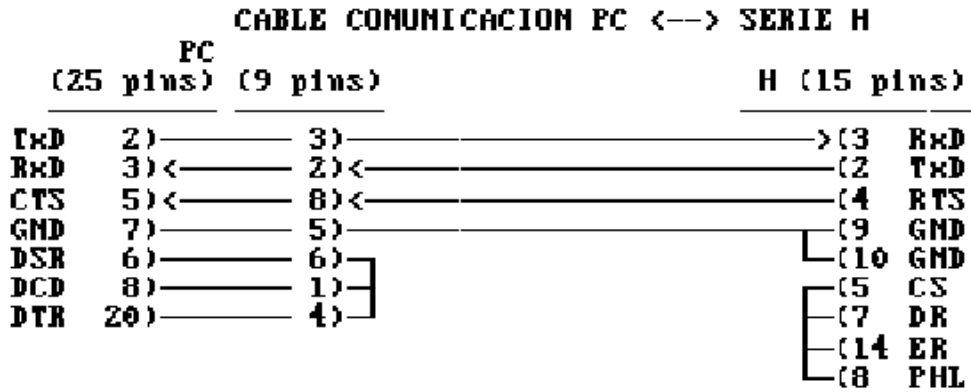 CABLE COMUNICACION PC <--> SERIE H
PC
(25 pins) (9 pins) H (15 pins)
TxD 2) 3) >(3 RxD
RxD 3)< 2)< (2 TxD
CTS 5)< 8)< (4 RTS
GND 7) 5) (9 GND
DSR 6) 6) (10 GND
DCD 8) 1) (5 CS
DTR 20) 4) (7 DR
(14 ER
(8 PHL